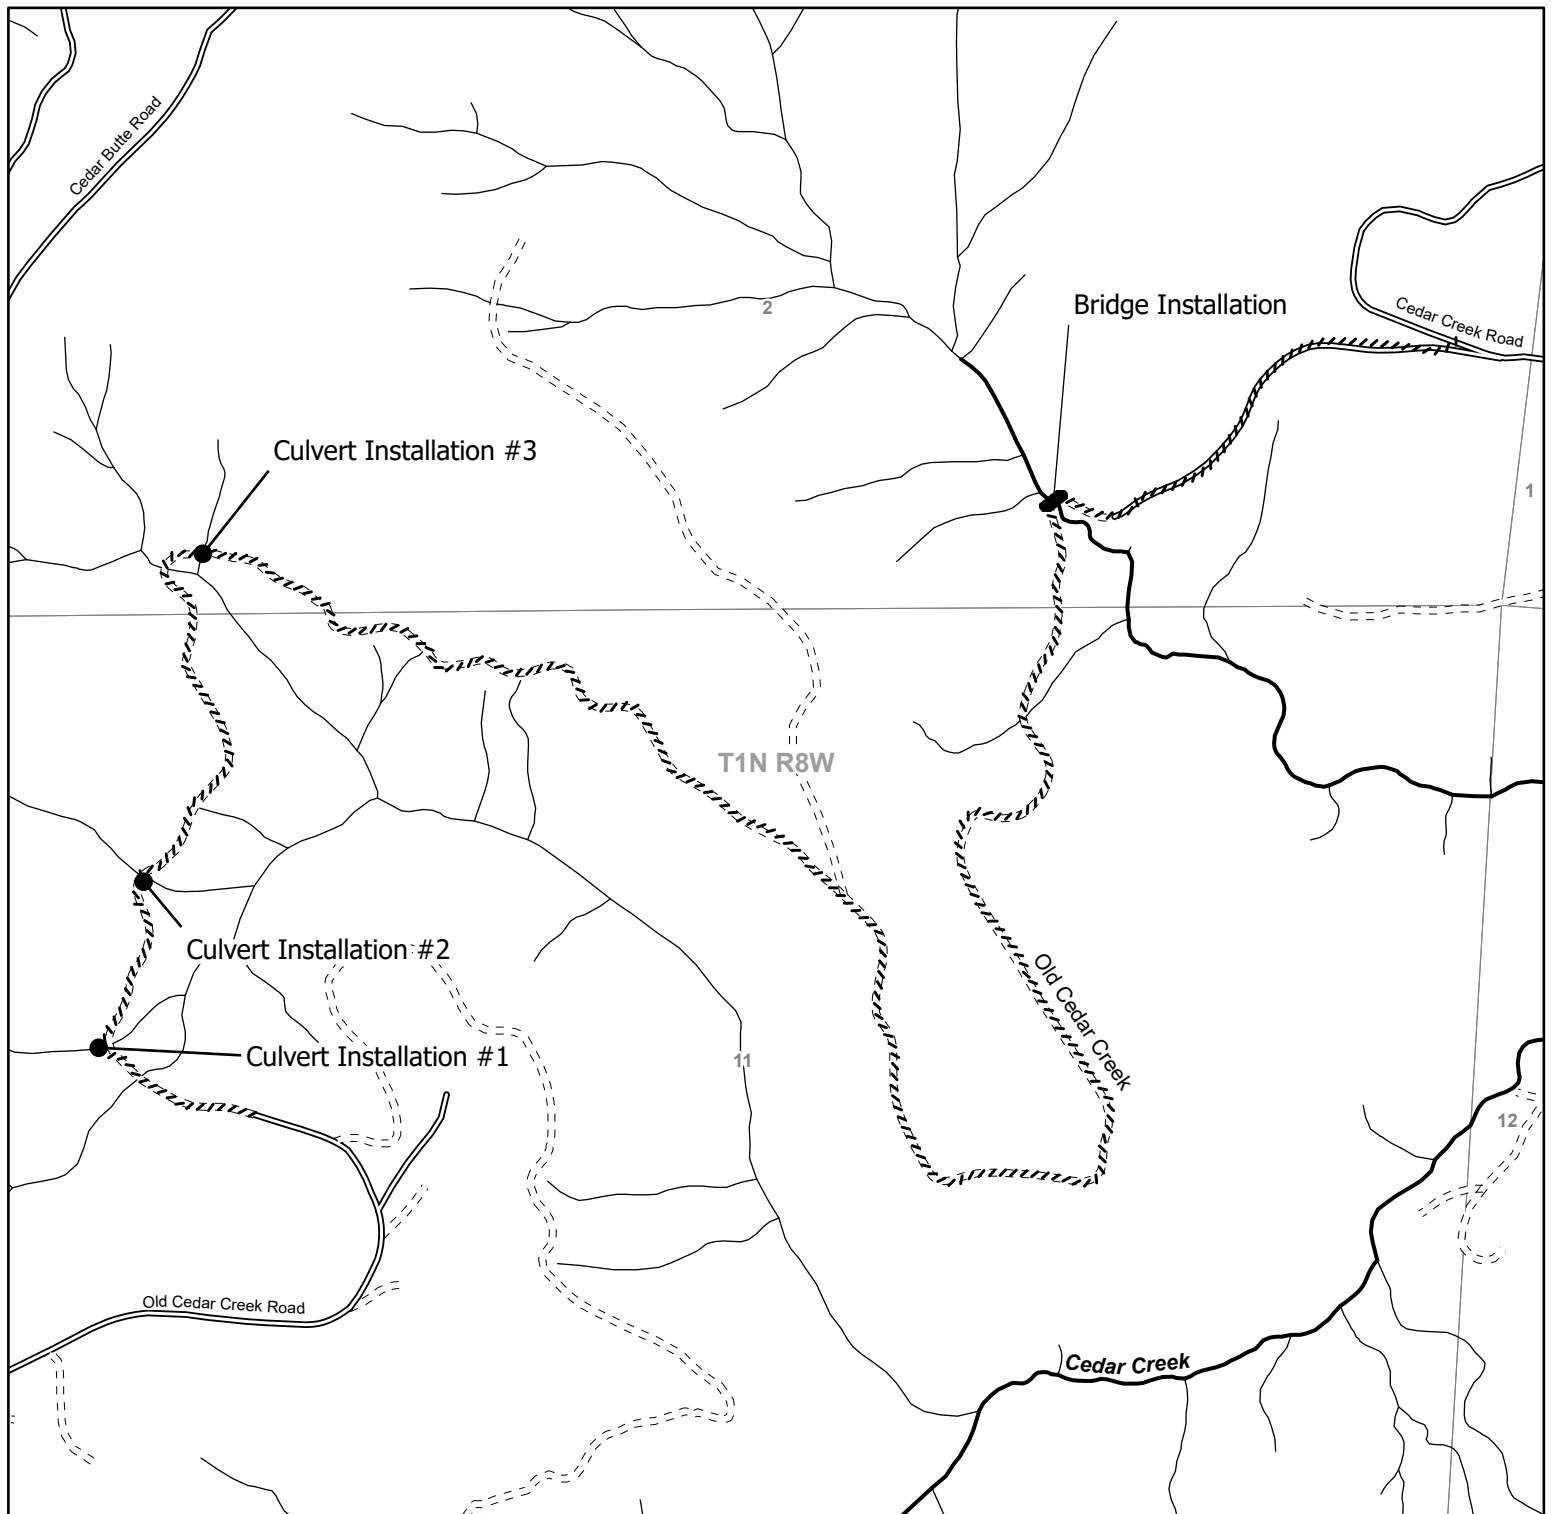 Cedar Butte Road
2
Bridge Installation
Cedar Creek Road
Culvert Installation #3
1
T1N R8W
Culvert Installation #2
Old Cedar Creek
Culvert Installation #1
11
12
Old Cedar Creek Road
Cedar Creek